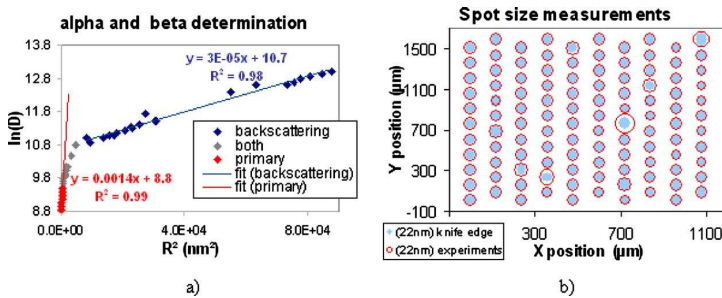 alpha and beta determination
13.8
12.8
11.8
10.8
9.8
8.8
ln(D)
y = 3E-05x + 10.7
R² = 0.98
backscattering
both
primary
fit (backscattering)
fit (primary)
y = 0.0014x + 8.8
R² = 0.99
0.0E+00 4.0E+04 8.0E+04
R² (nm²)
a)
Spot size measurements
1500
1100
700
300
-100
Y position (µm)
300 700 1100
X position (µm)
(22nm) knife edge
(22nm) experiments
b)